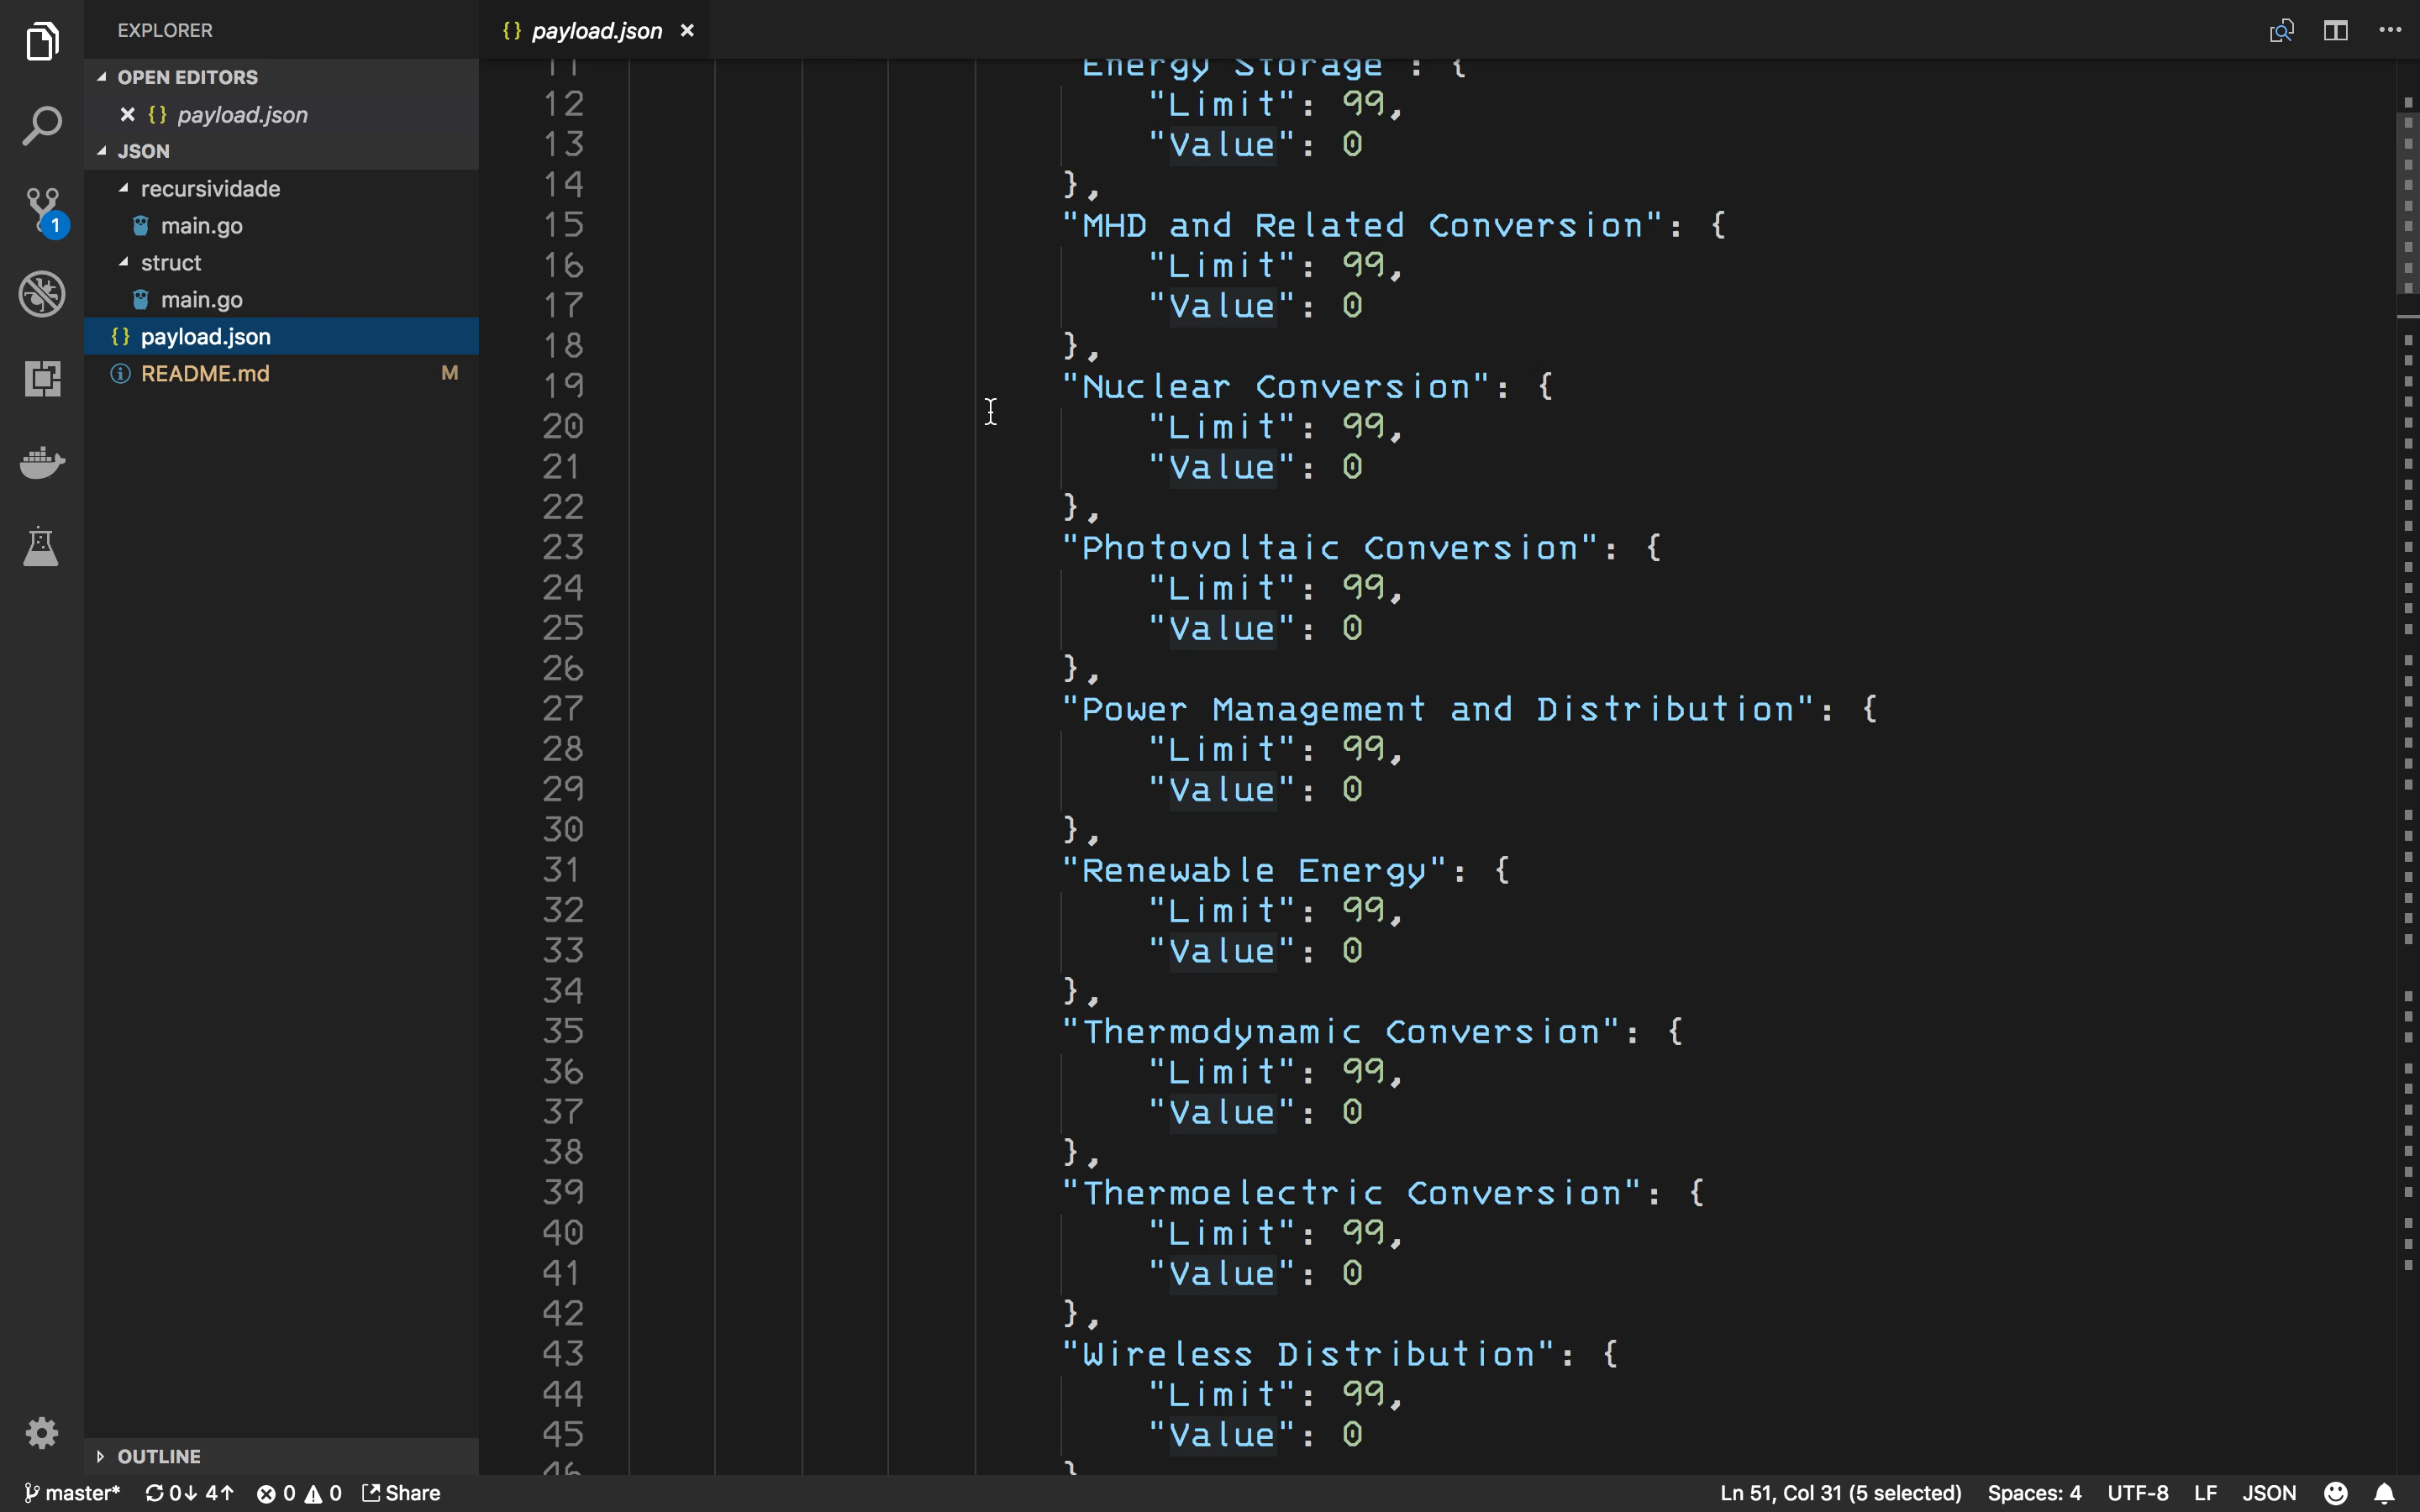 EXPLORER
OPEN EDITORS
{} payload.json
JSON
recursividade
main.go
struct
main.go
{} payload.json
README.md M
1
OUTLINE
{} payload.json
11 Energy Storage : {
12 "Limit": 99,
13 "Value": 0
14 },
15 "MHD and Related Conversion": {
16 "Limit": 99,
17 "Value": 0
18 },
19 "Nuclear Conversion": {
20 "Limit": 99,
21 "Value": 0
22 },
23 "Photovoltaic Conversion": {
24 "Limit": 99,
25 "Value": 0
26 },
27 "Power Management and Distribution": {
28 "Limit": 99,
29 "Value": 0
30 },
31 "Renewable Energy": {
32 "Limit": 99,
33 "Value": 0
34 },
35 "Thermodynamic Conversion": {
36 "Limit": 99,
37 "Value": 0
38 },
39 "Thermoelectric Conversion": {
40 "Limit": 99,
41 "Value": 0
42 },
43 "Wireless Distribution": {
44 "Limit": 99,
45 "Value": 0
46 }
master* 0↓ 4↑ 0 0 Share Ln 51, Col 31 (5 selected) Spaces: 4 UTF-8 LF JSON